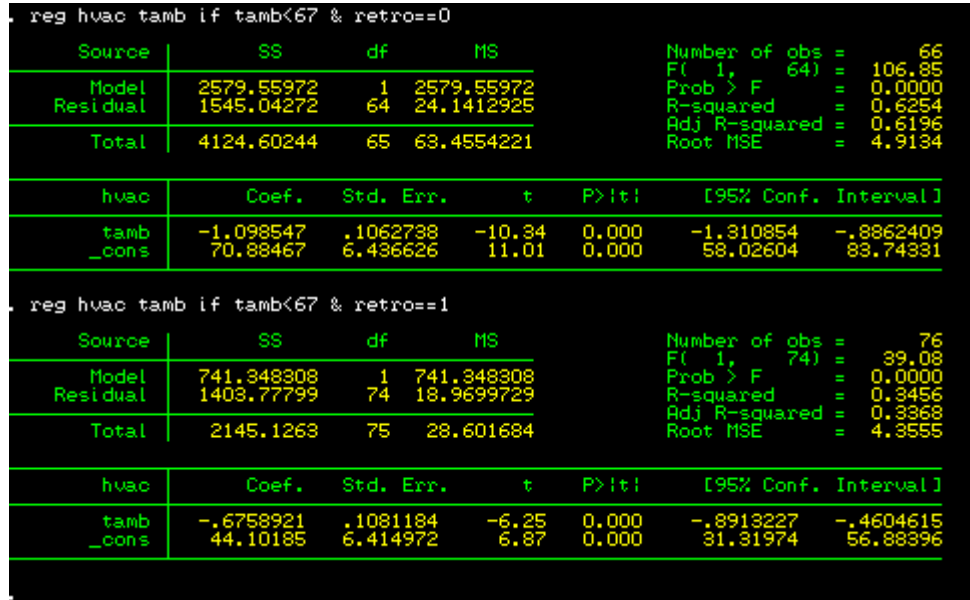 . reg hvac tamb if tamb<67 & retro==0
Source | SS df MS Number of obs = 66
F( 1, 64) = 106.85
Model 2579.55972 1 2579.55972 Prob > F = 0.0000
Residual 1545.04272 64 24.1412925 R-squared = 0.6254
Adj R-squared = 0.6196
Total 4124.60244 65 63.4554221 Root MSE = 4.9134
hvac Coef. Std. Err. t P>|t| [95% Conf. Interval]
tamb -1.098547 .1062738 -10.34 0.000 -1.310854 -.8862409
_cons 70.88467 6.436626 11.01 0.000 58.02604 83.74331
. reg hvac tamb if tamb<67 & retro==1
Source | SS df MS Number of obs = 76
F( 1, 74) = 39.08
Model 741.348308 1 741.348308 Prob > F = 0.0000
Residual 1403.77799 74 18.9699729 R-squared = 0.3456
Adj R-squared = 0.3368
Total 2145.1263 75 28.601684 Root MSE = 4.3555
hvac Coef. Std. Err. t P>|t| [95% Conf. Interval]
tamb -.6758921 .1081184 -6.25 0.000 -.8913227 -.4604615
_cons 44.10185 6.414972 6.87 0.000 31.31974 56.88396
.